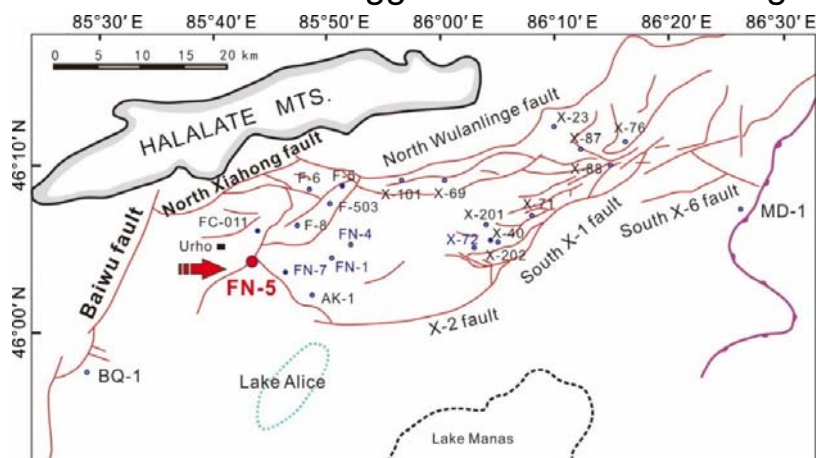 85°30′
85°40′
85°50′
86°00′
86°10′
86°20′
86°30′
0 5 10 15 20 km
46°10′N
46°00′N
HALALATE MTS.
North Wulanlinge fault
North Xiahong fault
Baiwu fault
X-23
X-76
X-87
X-88
F-6
F-5
X-101
X-69
F-503
F-8
FC-011
FN-4
Urho
X-71
X-201
X-40
X-72
X-202
South X-1 fault
South X-6 fault
MD-1
FN-7
FN-1
FN-5
AK-1
X-2 fault
BQ-1
Lake Alice
Lake Manas